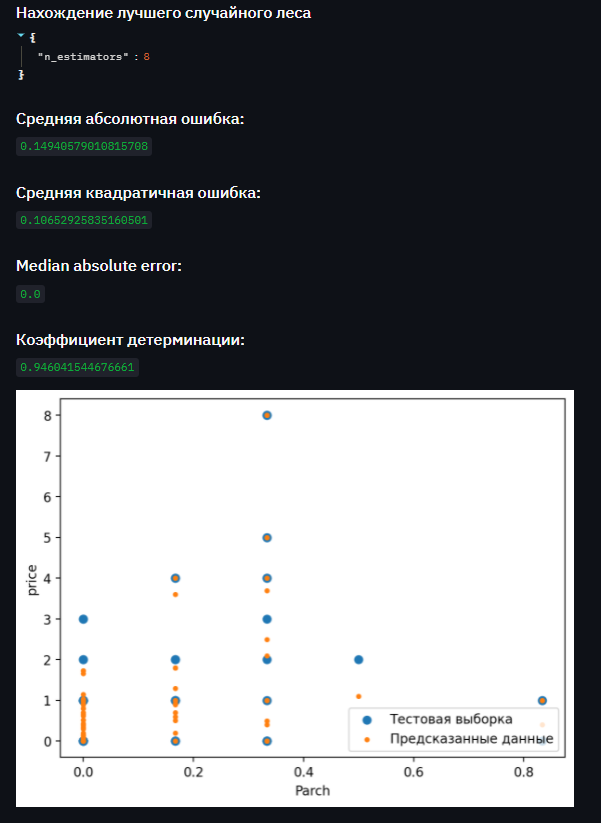 Нахождение лучшего случайного леса
{
"n_estimators" : 8
}
Средняя абсолютная ошибка:
0.14940579010815708
Средняя квадратичная ошибка:
0.10652925835160501
Median absolute error:
0.0
Коэффициент детерминации:
0.946041544676661
8
7
6
5
4
3
2
1
0
price
Тестовая выборка
Предсказанные данные
0.0 0.2 0.4 0.6 0.8
Parch